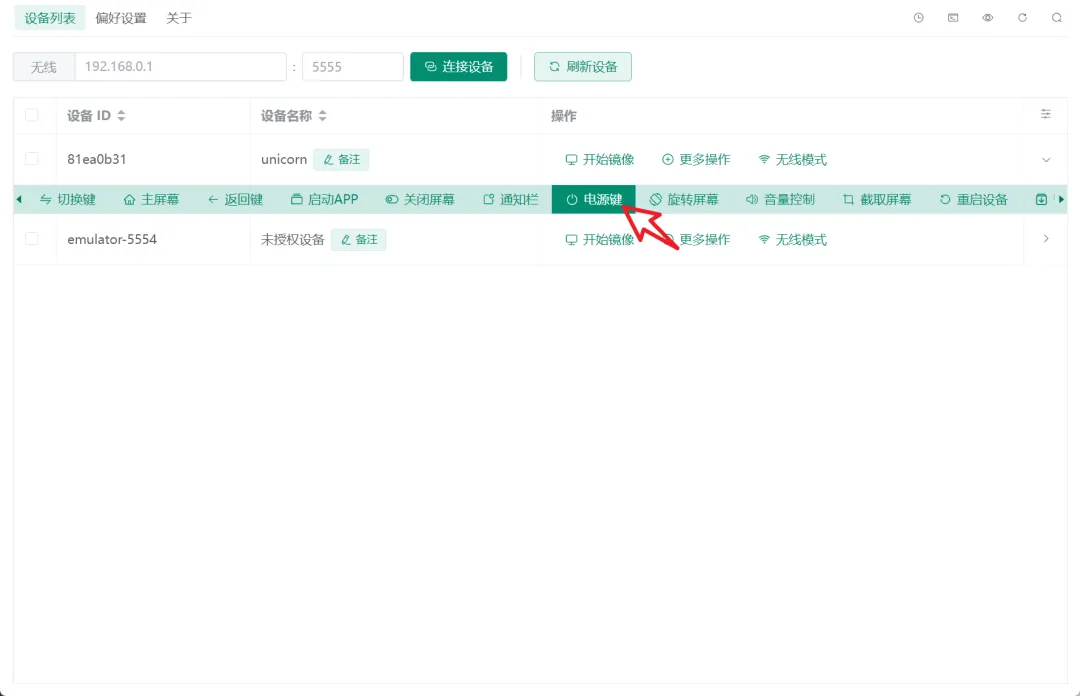 设备列表 偏好设置 关于
无线 192.168.0.1 : 5555 连接设备 刷新设备
设备 ID 设备名称 操作
81ea0b31 unicorn 备注 开始镜像 更多操作 无线模式
切换键 主屏幕 返回键 启动APP 关闭屏幕 通知栏 电源键 旋转屏幕 音量控制 截取屏幕 重启设备
emulator-5554 未授权设备 备注 开始镜像 更多操作 无线模式